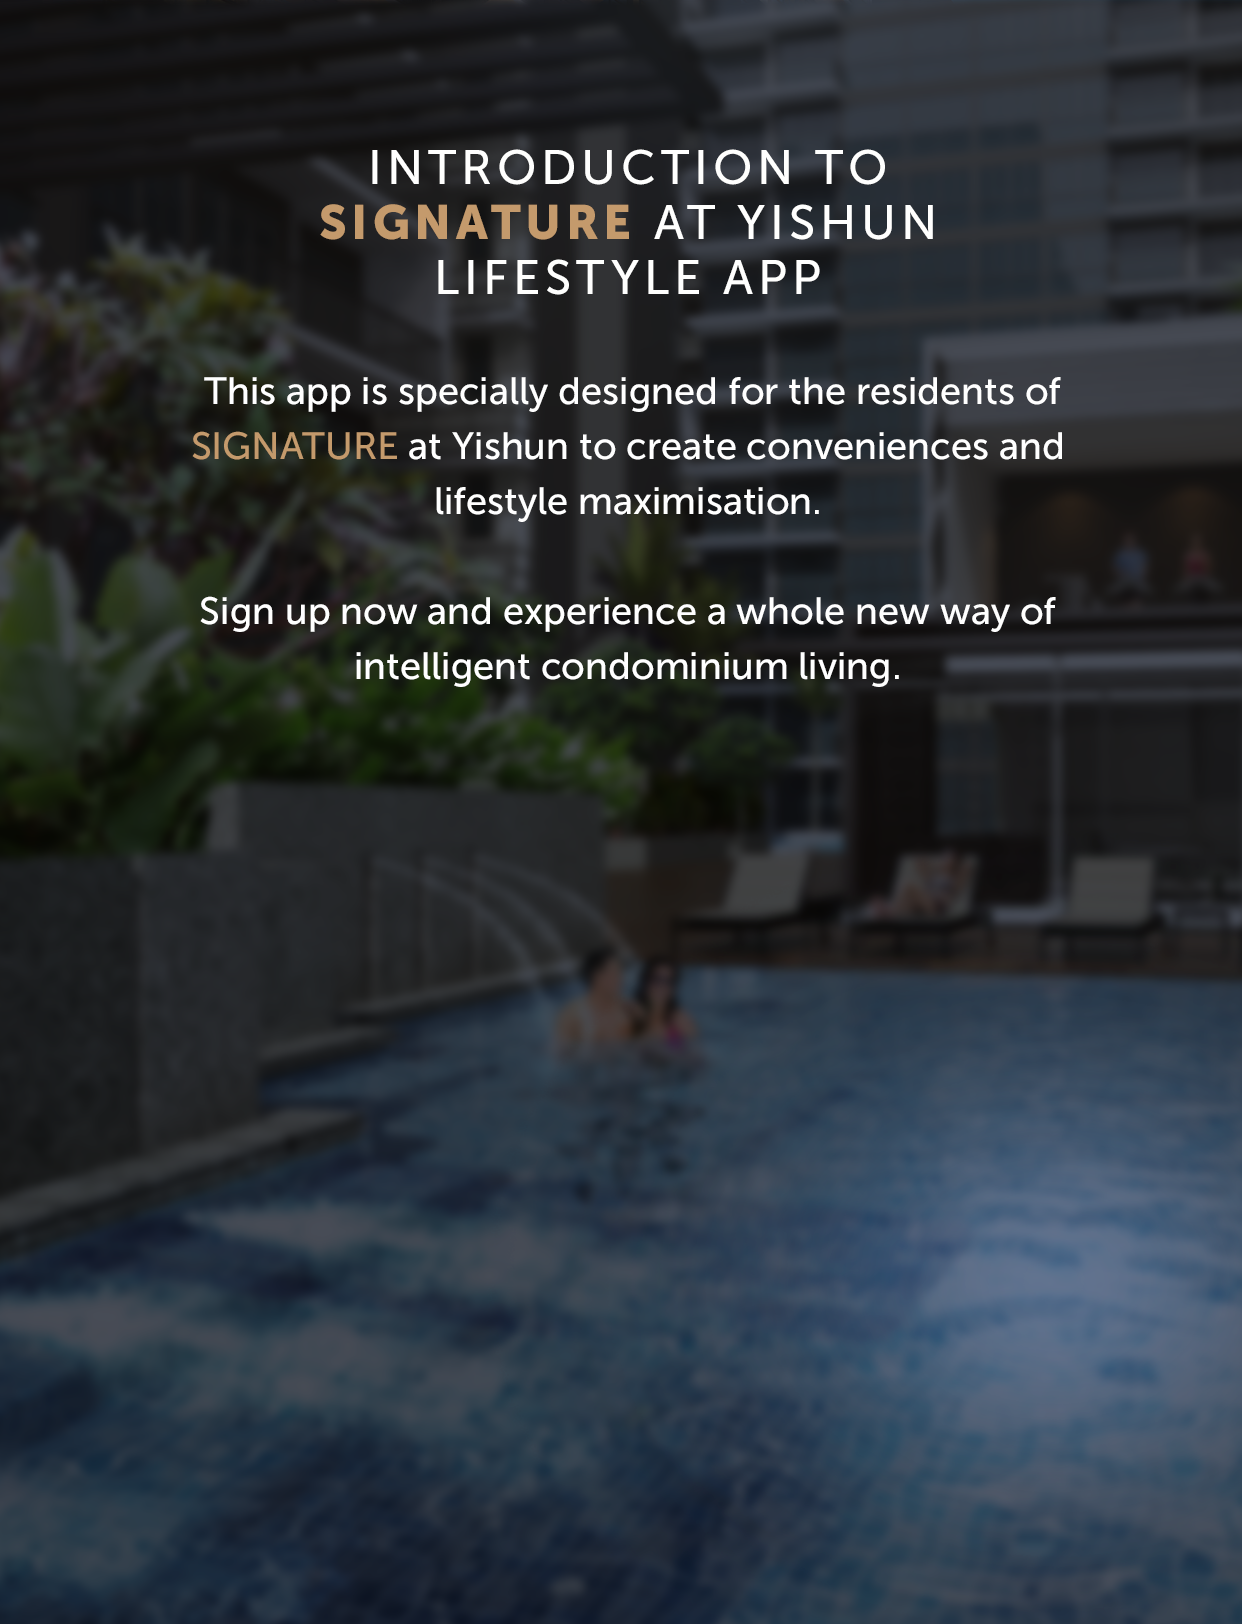 INTRODUCTION TO
SIGNATURE AT YISHUN
LIFESTYLE APP
This app is specially designed for the residents of
SIGNATURE at Yishun to create conveniences and
lifestyle maximisation.
Sign up now and experience a whole new way of
intelligent condominium living.